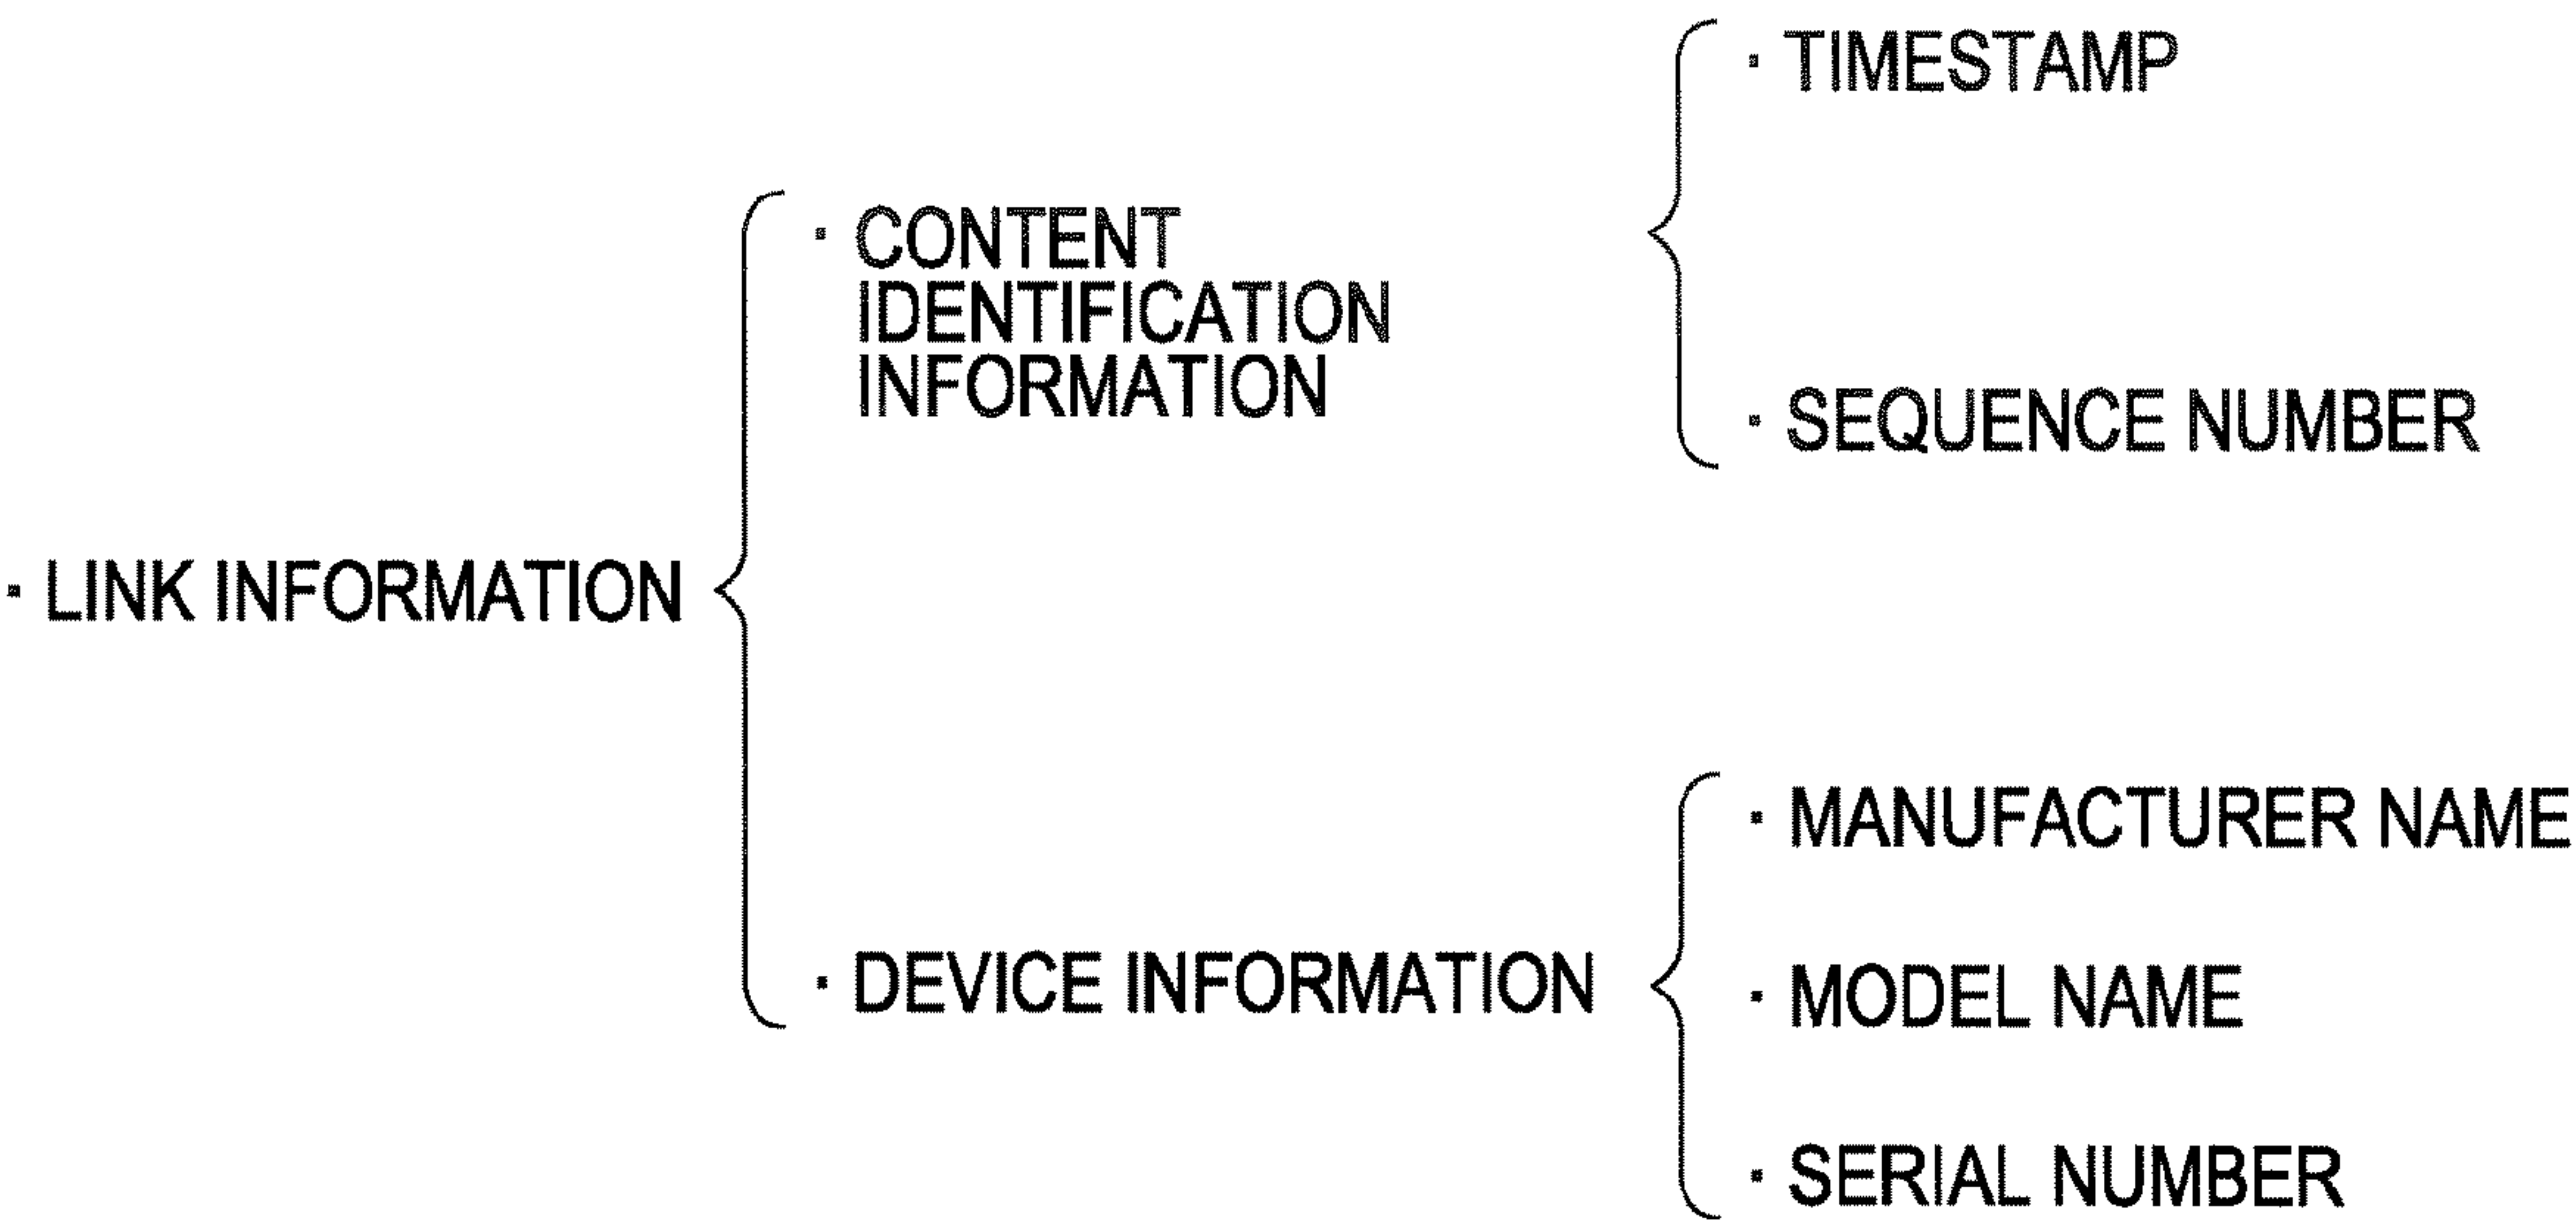 · LINK INFORMATION
· CONTENT
IDENTIFICATION
INFORMATION
· TIMESTAMP
· SEQUENCE NUMBER
· DEVICE INFORMATION
· MANUFACTURER NAME
· MODEL NAME
· SERIAL NUMBER